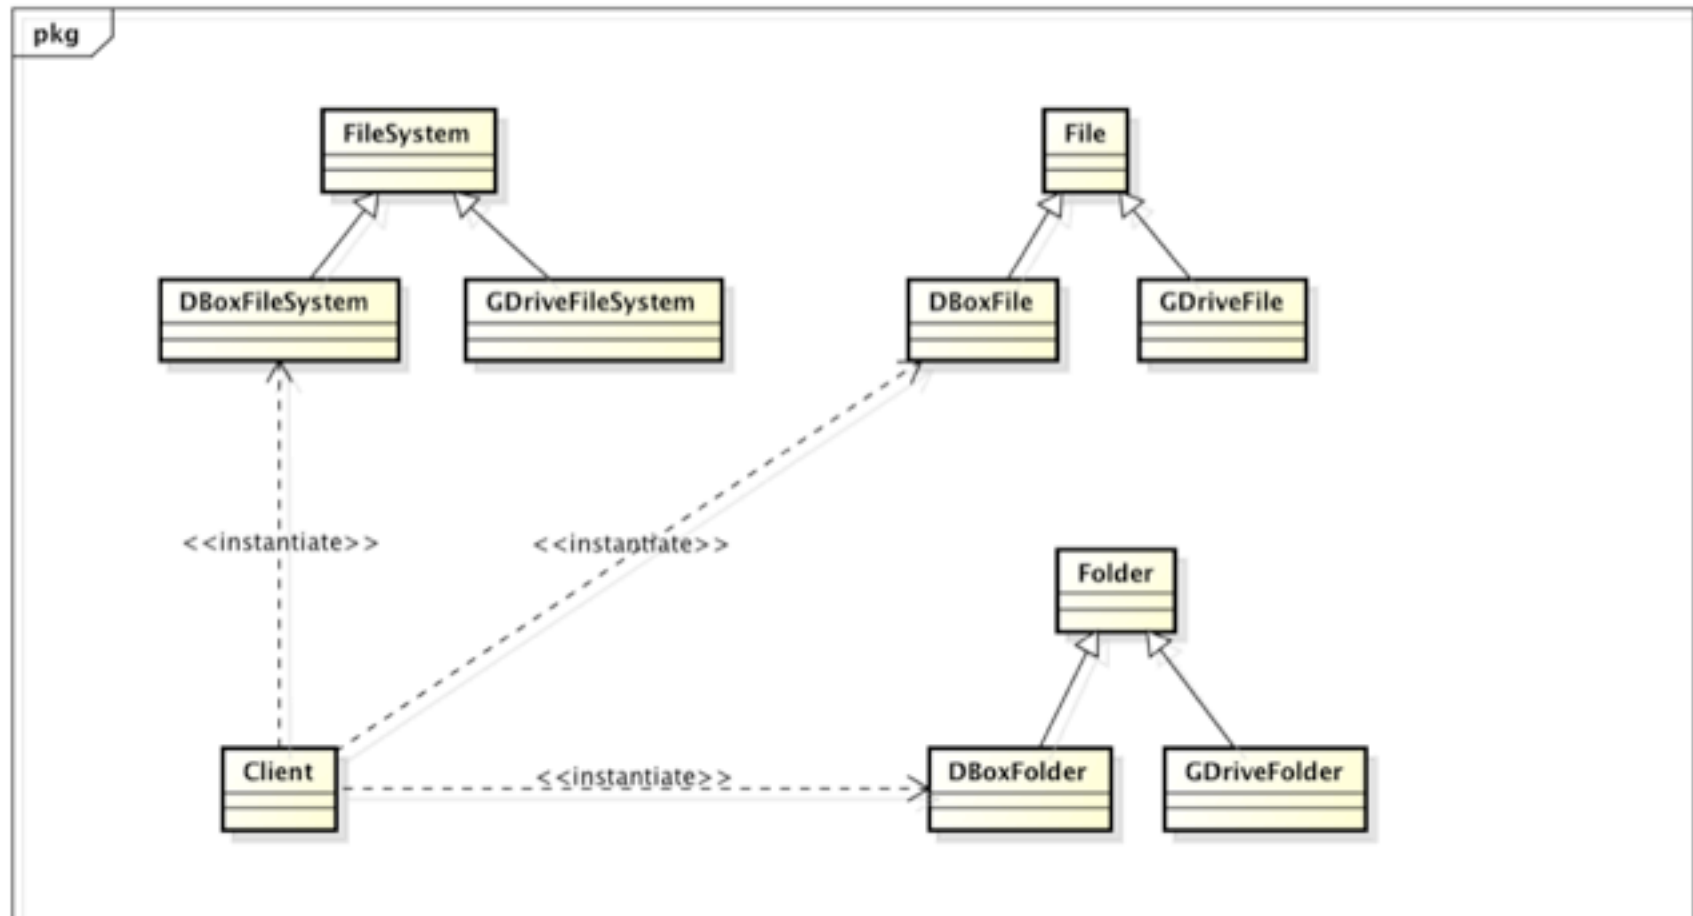 pkg
FileSystem
File
DBoxFileSystem
GDriveFileSystem
DBoxFile
GDriveFile
<<instantiate>>
<<instantiate>>
Folder
Client
<<instantiate>>
DBoxFolder
GDriveFolder